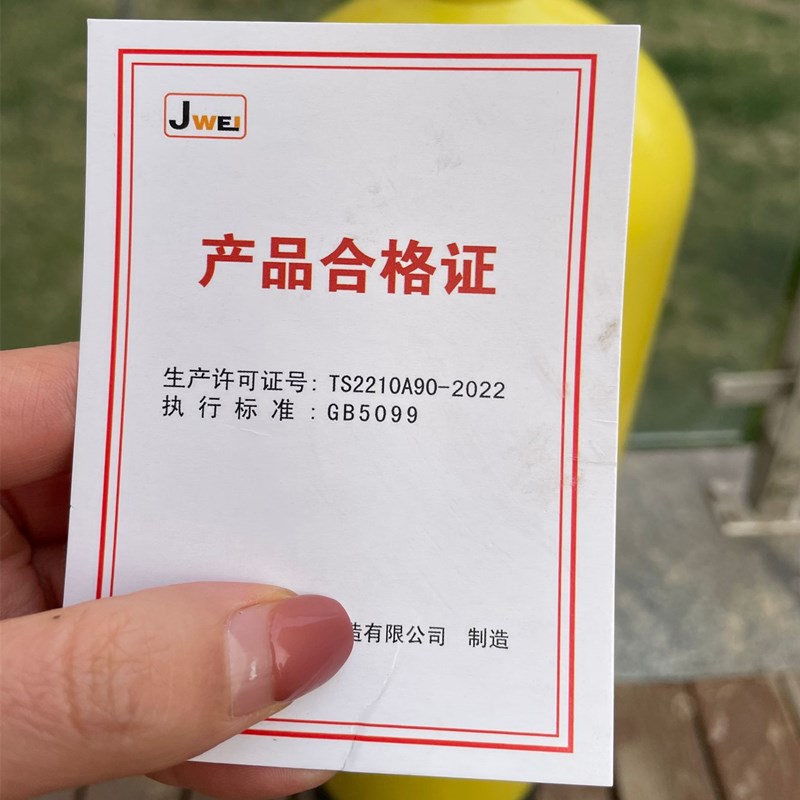 JWEI
产品合格证
生产许可证号: TS2210A90-2022
执行标准:GB5099
造有限公司 制造